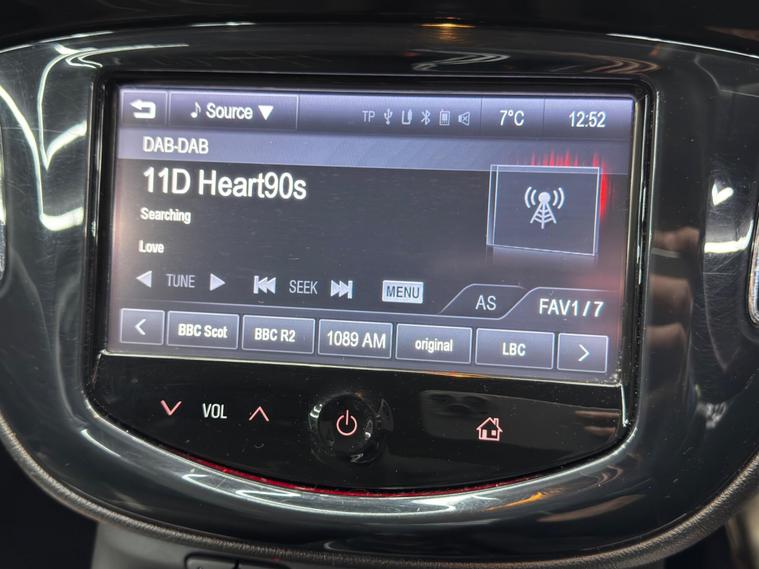 Source
TP 7°C 12:52
DAB-DAB
11D Heart90s
Searching
Love
TUNE SEEK MENU AS FAV1/7
BBC Scot BBC R2 1089 AM original LBC
VOL